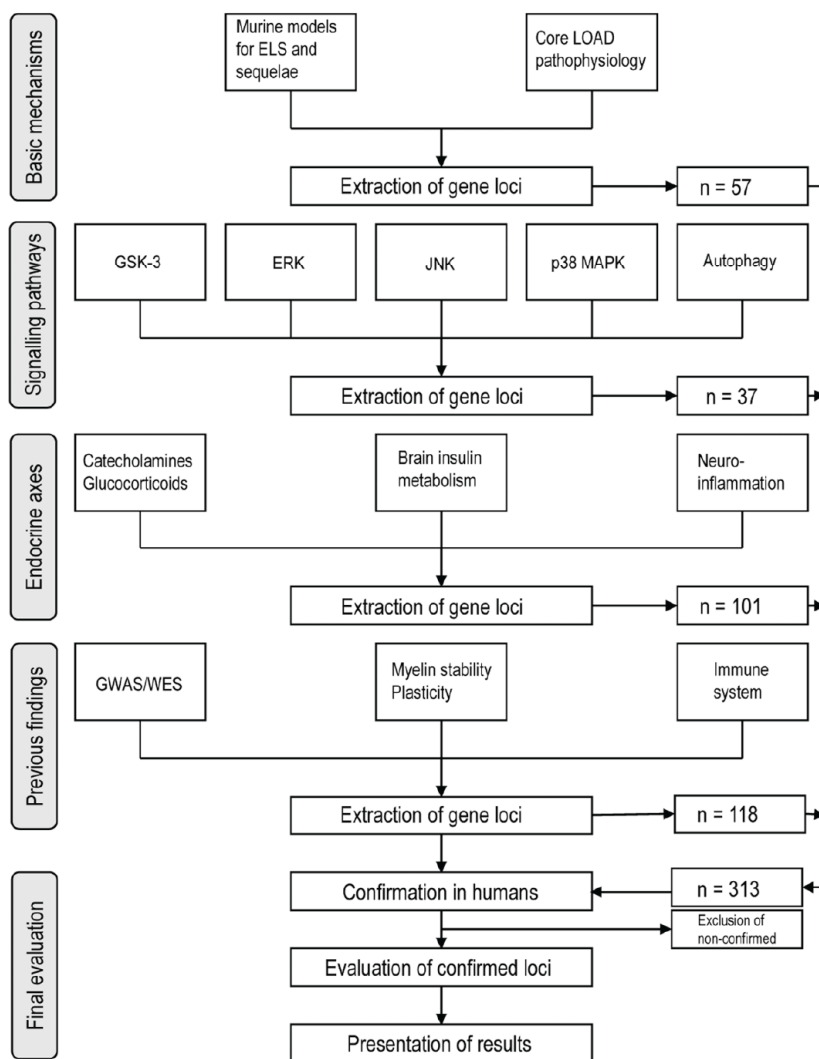 Basic mechanisms
Murine models
for ELS and
sequelae
Core LOAD
pathophysiology
Extraction of gene loci
n = 57
Signalling pathways
GSK-3
ERK
JNK
p38 MAPK
Autophagy
Extraction of gene loci
n = 37
Endocrine axes
Catecholamines
Glucocorticoids
Brain insulin
metabolism
Neuro-
inflammation
Extraction of gene loci
n = 101
Previous findings
GWAS/WES
Myelin stability
Plasticity
Immune
system
Extraction of gene loci
n = 118
Final evaluation
Confirmation in humans
n = 313
Exclusion of
non-confirmed
Evaluation of confirmed loci
Presentation of results